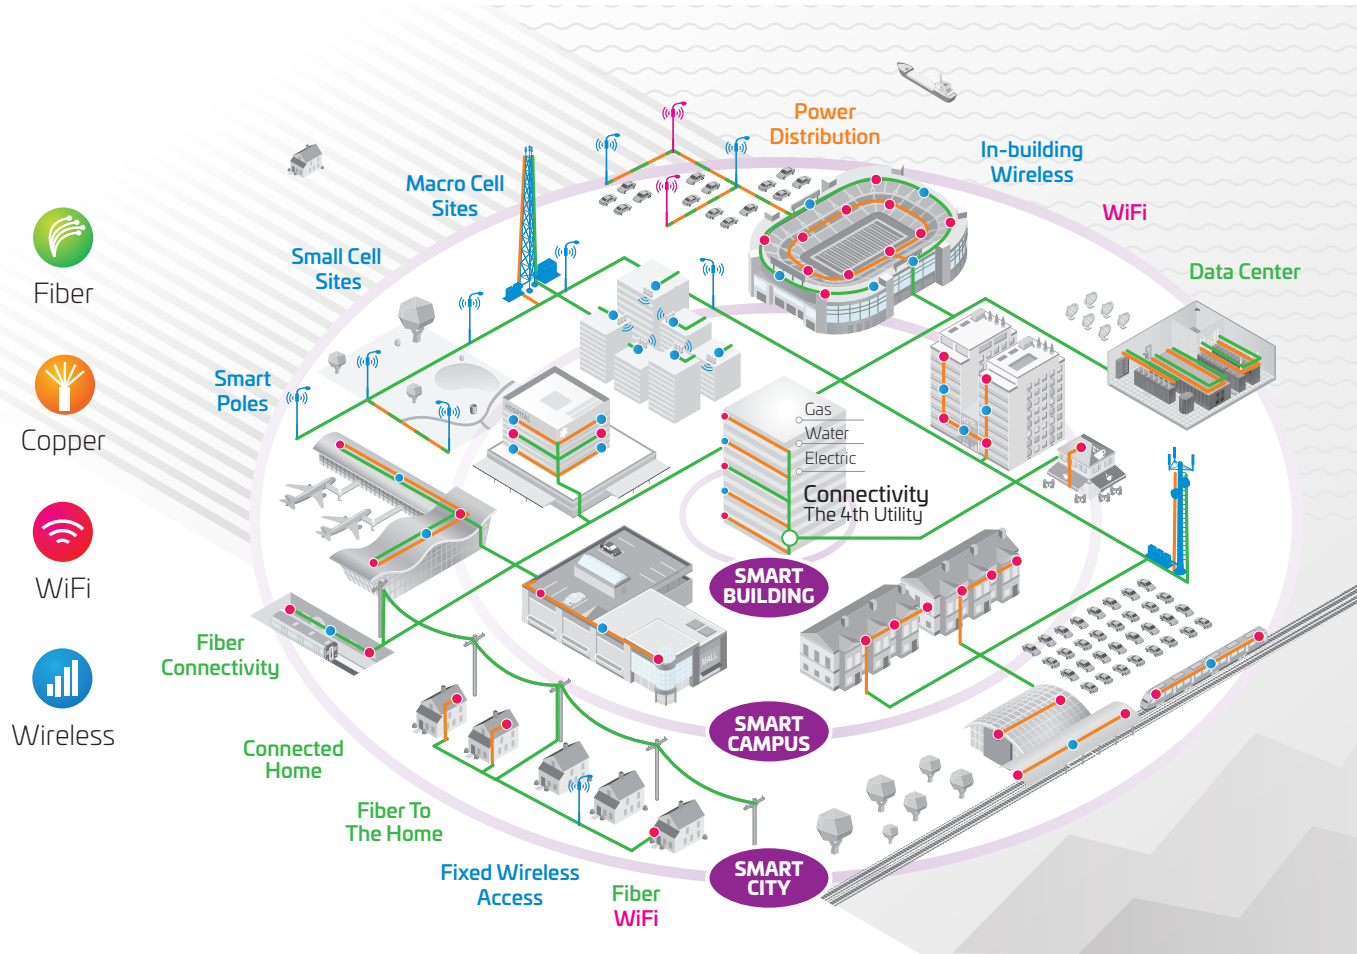 Power
Distribution
In-building
Wireless
Macro Cell
Sites
WiFi
Small Cell
Sites
Data Center
Fiber
Smart
Poles
Copper
HOSPITAL
Gas
Water
Electric
Connectivity
The 4th Utility
WiFi
SMART
BUILDING
Fiber
Connectivity
MALL
Wireless
SMART
CAMPUS
Connected
Home
Fiber To
The Home
Fixed Wireless
Access
SMART
CITY
Fiber
WiFi